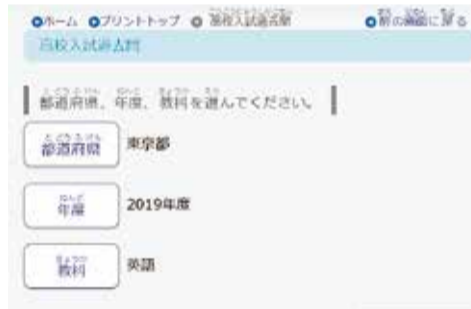 ホーム プリントトップ 高校入試過去問 前の画面に戻る
高校入試過去問
都道府県、年度、教科を選んでください。
都道府県 東京都
年度 2019年度
教科 英語